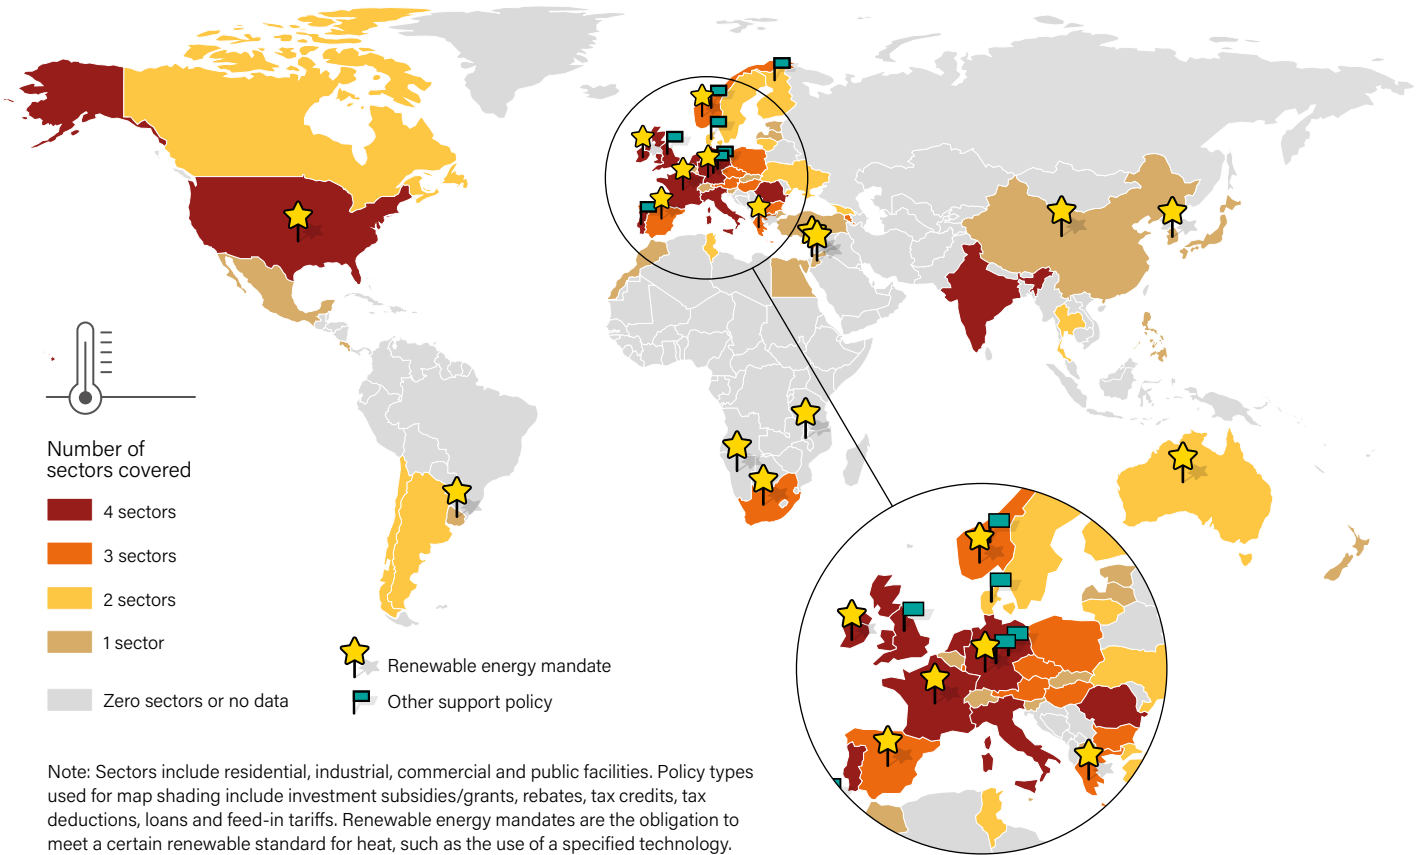 Number of
sectors covered
4 sectors
3 sectors
2 sectors
1 sector
Zero sectors or no data
Renewable energy mandate
Other support policy
Note: Sectors include residential, industrial, commercial and public facilities. Policy types
used for map shading include investment subsidies/grants, rebates, tax credits, tax
deductions, loans and feed-in tariffs. Renewable energy mandates are the obligation to
meet a certain renewable standard for heat, such as the use of a specified technology.